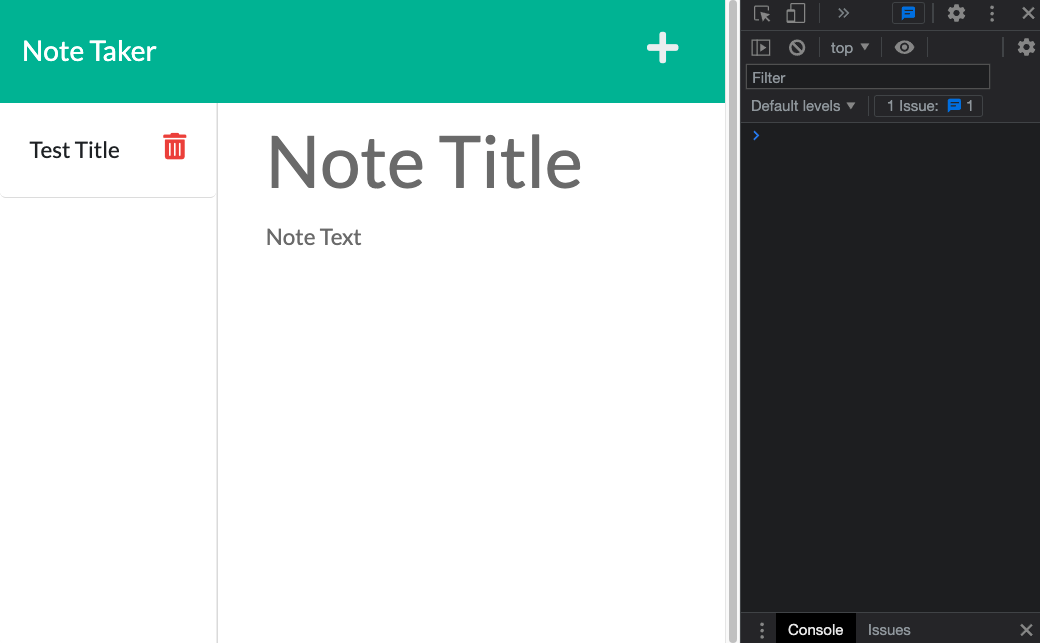 Note Taker
Test Title
Note Title
Note Text
top
Filter
Default levels
1 Issue: 1
Console Issues